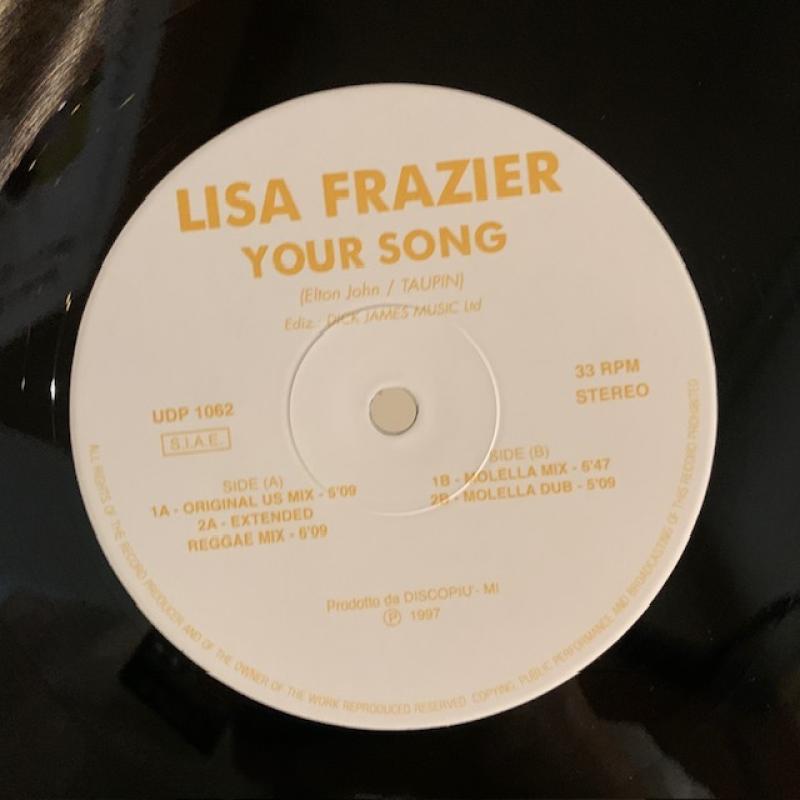 LISA FRAZIER
YOUR SONG
(Elton John / TAUPIN)
Ediz.: DICK JAMES MUSIC Ltd
33 RPM
STEREO
UDP 1062
S.I.A.E.
SIDE (A)
1A - ORIGINAL US MIX - 5'09
2A - EXTENDED
REGGAE MIX - 6'09
SIDE (B)
1B - MOLELLA MIX - 6'47
2B - MOLELLA DUB - 5'09
Prodotto da DISCOPIU' - MI
Ⓟ 1997
ALL RIGHTS OF THE RECORD PRODUCER AND OF THE OWNER OF THE WORK REPRODUCED RESERVED COPYING, PUBLIC PERFORMANCE AND BROADCASTING OF THIS RECORD PROHIBITED